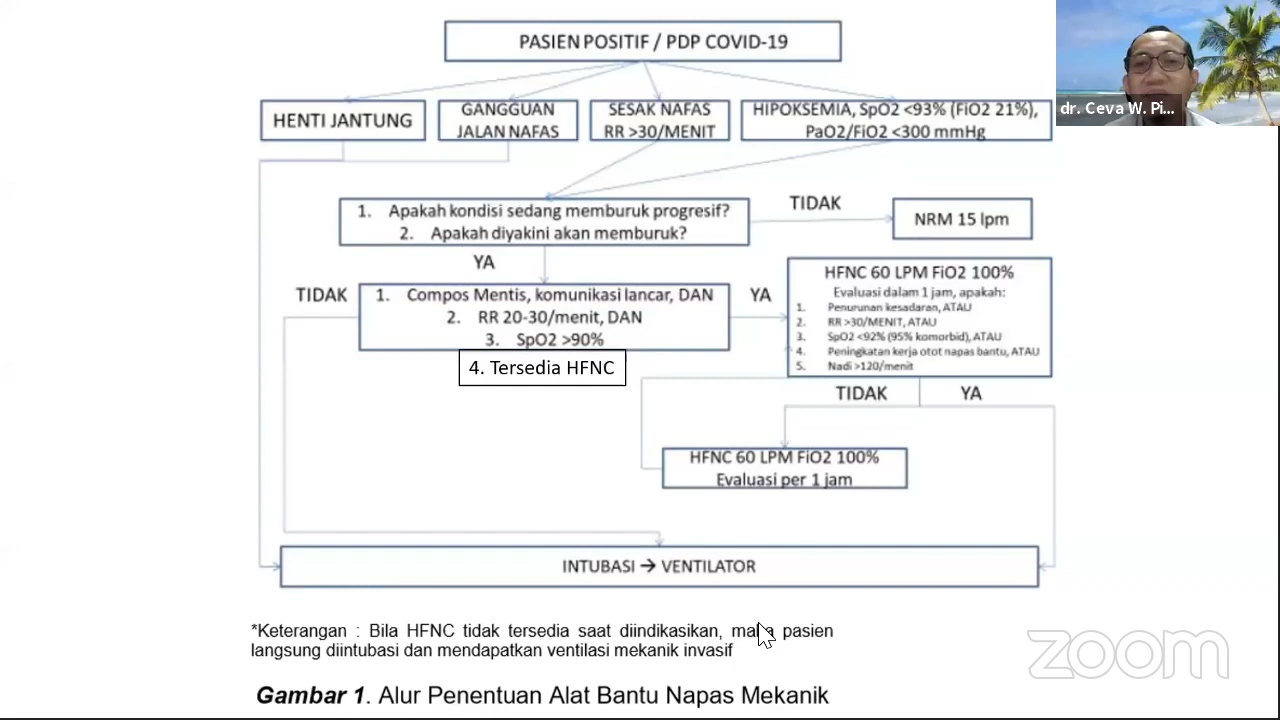 PASIEN POSITIF / PDP COVID-19
HENTI JANTUNG
GANGGUAN
JALAN NAFAS
SESAK NAFAS
RR >30/MENIT
HIPOKSEMIA, SpO2 <93% (FiO2 21%),
PaO2/FiO2 <300 mmHg
dr. Ceva W. Pi...
1. Apakah kondisi sedang memburuk progresif?
2. Apakah diyakini akan memburuk?
TIDAK
NRM 15 lpm
YA
TIDAK
1. Compos Mentis, komunikasi lancar, DAN
2. RR 20-30/menit, DAN
3. SpO2 >90%
4. Tersedia HFNC
YA
HFNC 60 LPM FiO2 100%
Evaluasi dalam 1 jam, apakah:
1. Penurunan kesadaran, ATAU
2. RR >30/MENIT, ATAU
3. SpO2 <92% (95% komorbid), ATAU
4. Peningkatan kerja otot napas bantu, ATAU
5. Nadi >120/menit
TIDAK
YA
HFNC 60 LPM FiO2 100%
Evaluasi per 1 jam
INTUBASI → VENTILATOR
*Keterangan : Bila HFNC tidak tersedia saat diindikasikan, maka pasien
langsung diintubasi dan mendapatkan ventilasi mekanik invasif
Gambar 1. Alur Penentuan Alat Bantu Napas Mekanik
zoom